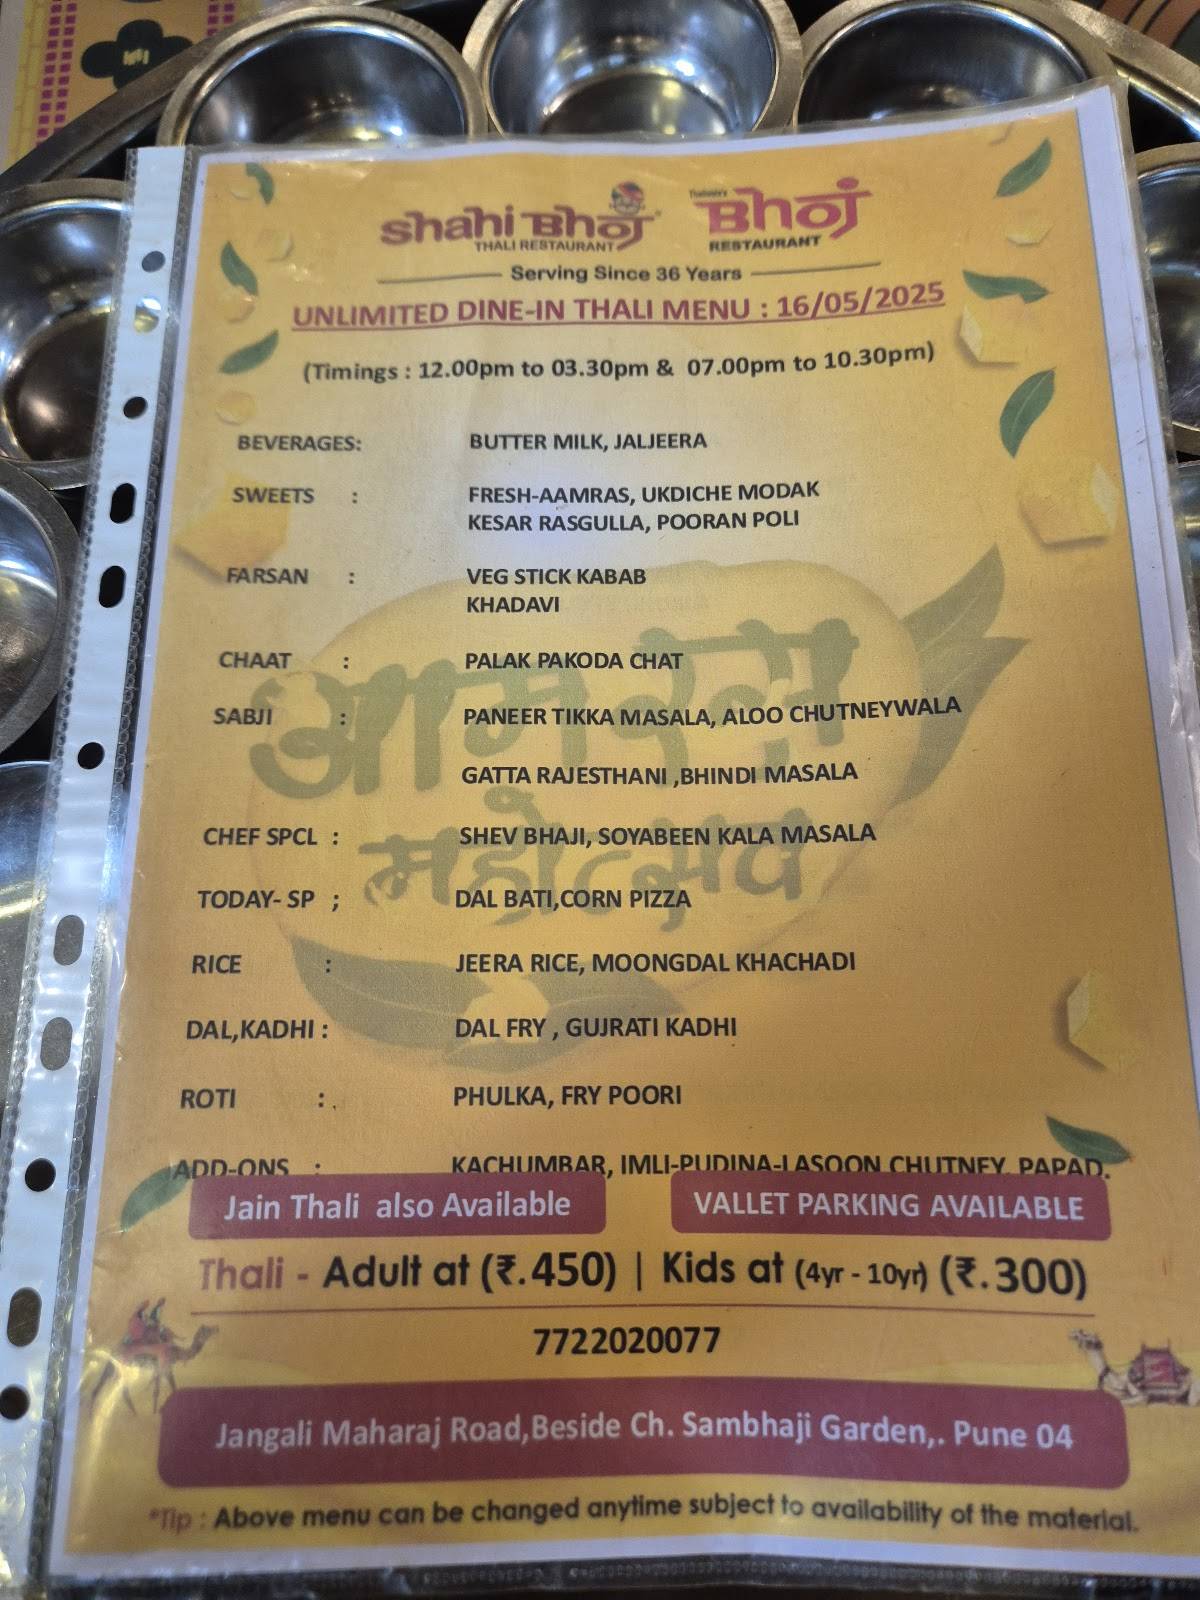 shahi Bhoj
THALI RESTAURANT
Bhoj
RESTAURANT
Serving Since 36 Years
UNLIMITED DINE-IN THALI MENU : 16/05/2025
(Timings : 12.00pm to 03.30pm & 07.00pm to 10.30pm)
BEVERAGES: BUTTER MILK, JALJEERA
SWEETS : FRESH-AAMRAS, UKDICHE MODAK
KESAR RASGULLA, POORAN POLI
FARSAN : VEG STICK KABAB
KHADAVI
CHAAT : PALAK PAKODA CHAT
SABJI : PANEER TIKKA MASALA, ALOO CHUTNEYWALA
GATTA RAJESTHANI ,BHINDI MASALA
CHEF SPCL : SHEV BHAJI, SOYABEEN KALA MASALA
TODAY- SP ; DAL BATI,CORN PIZZA
RICE : JEERA RICE, MOONGDAL KHACHADI
DAL,KADHI : DAL FRY , GUJRATI KADHI
ROTI : . PHULKA, FRY POORI
ADD-ONS : KACHUMBAR, IMLI-PUDINA-LASOON CHUTNEY, PAPAD.
आमरस
महोत्सव
Jain Thali also Available
VALLET PARKING AVAILABLE
Thali - Adult at (₹.450) | Kids at (4yr - 10yr) (₹.300)
7722020077
Jangali Maharaj Road,Beside Ch. Sambhaji Garden,. Pune 04
*Tip : Above menu can be changed anytime subject to availability of the material.